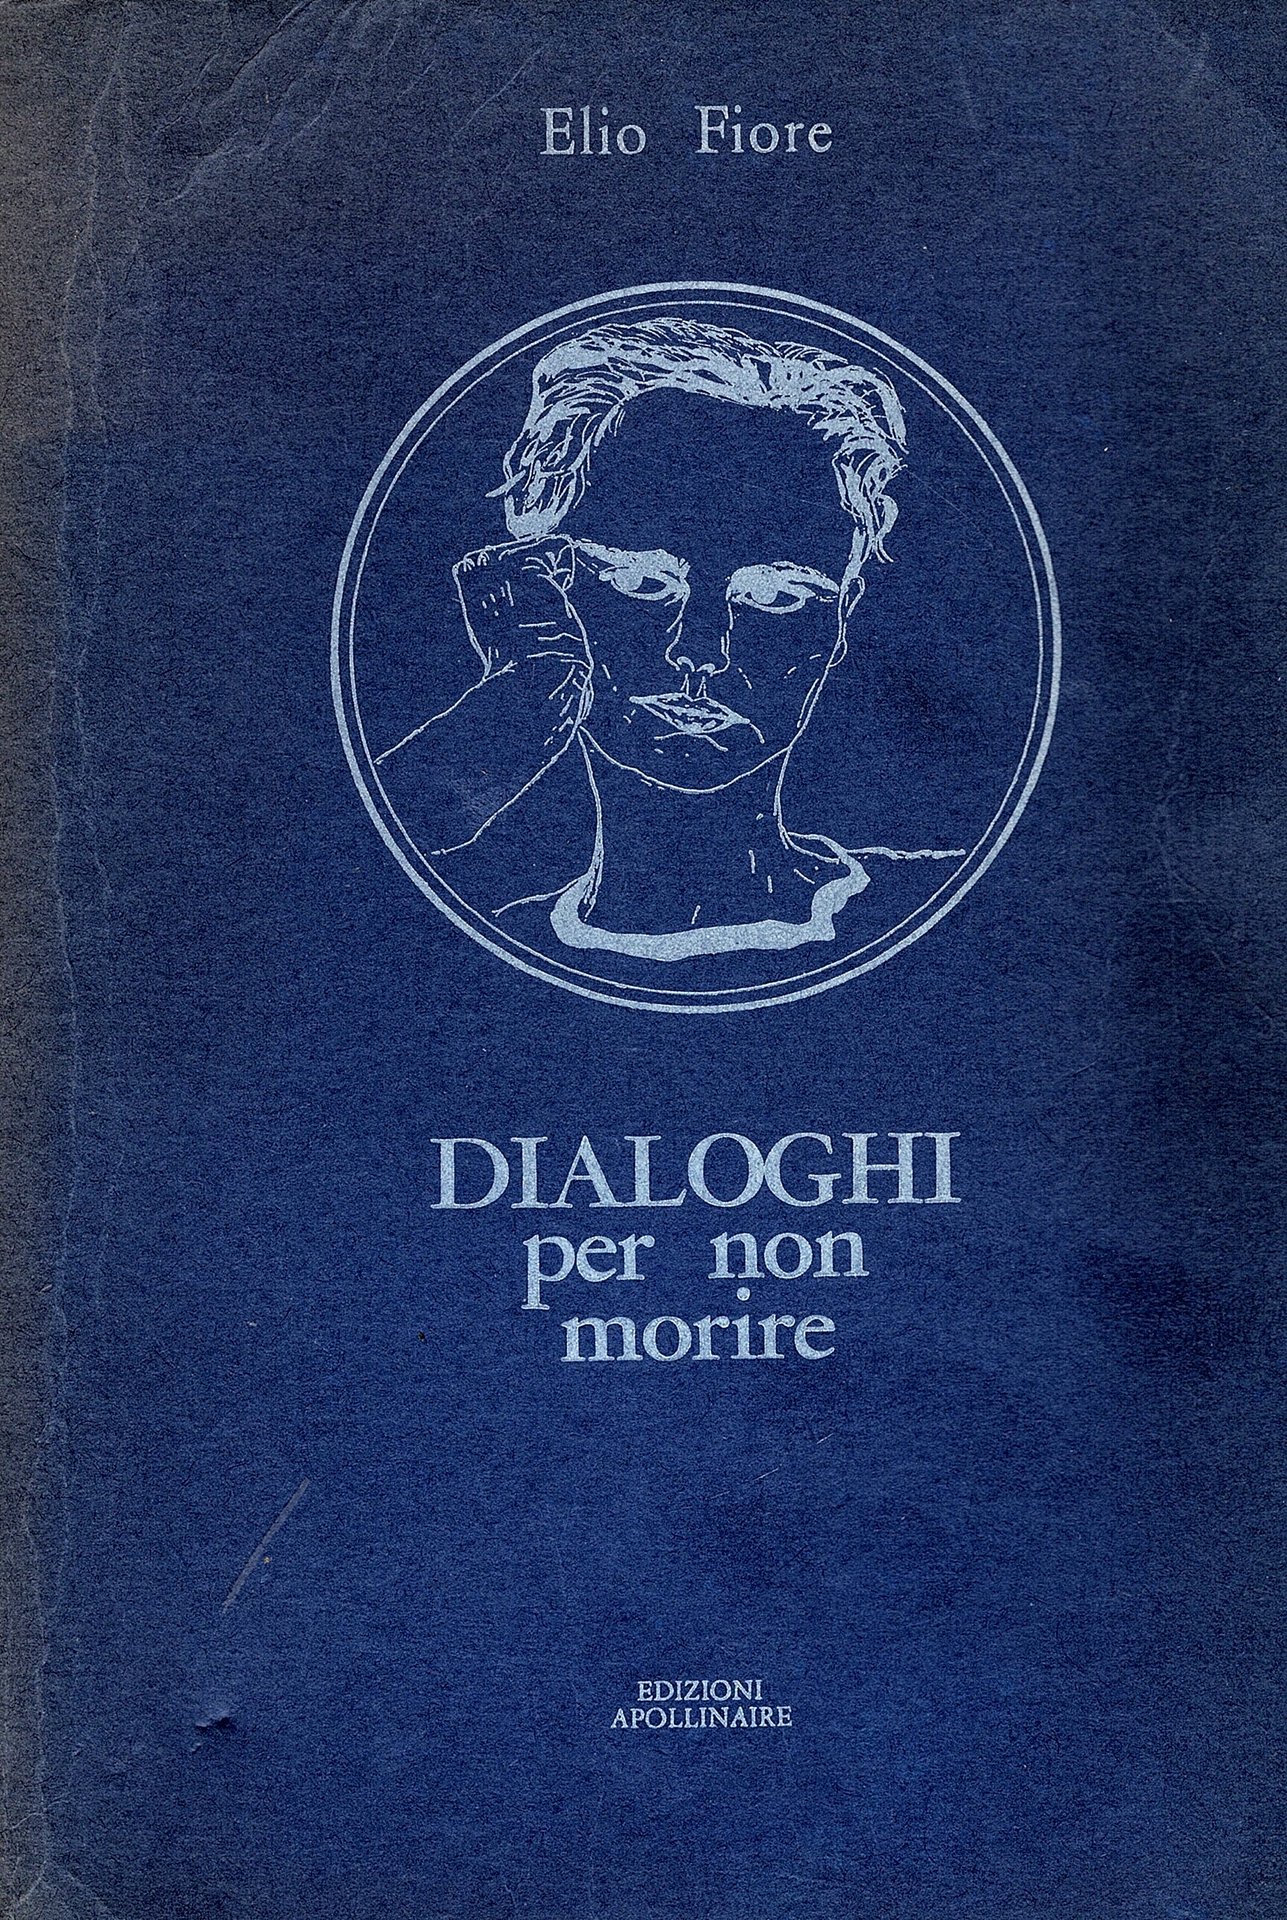 Elio Fiore
DIALOGHI
per non
morire
EDIZIONI
APOLLINAIRE